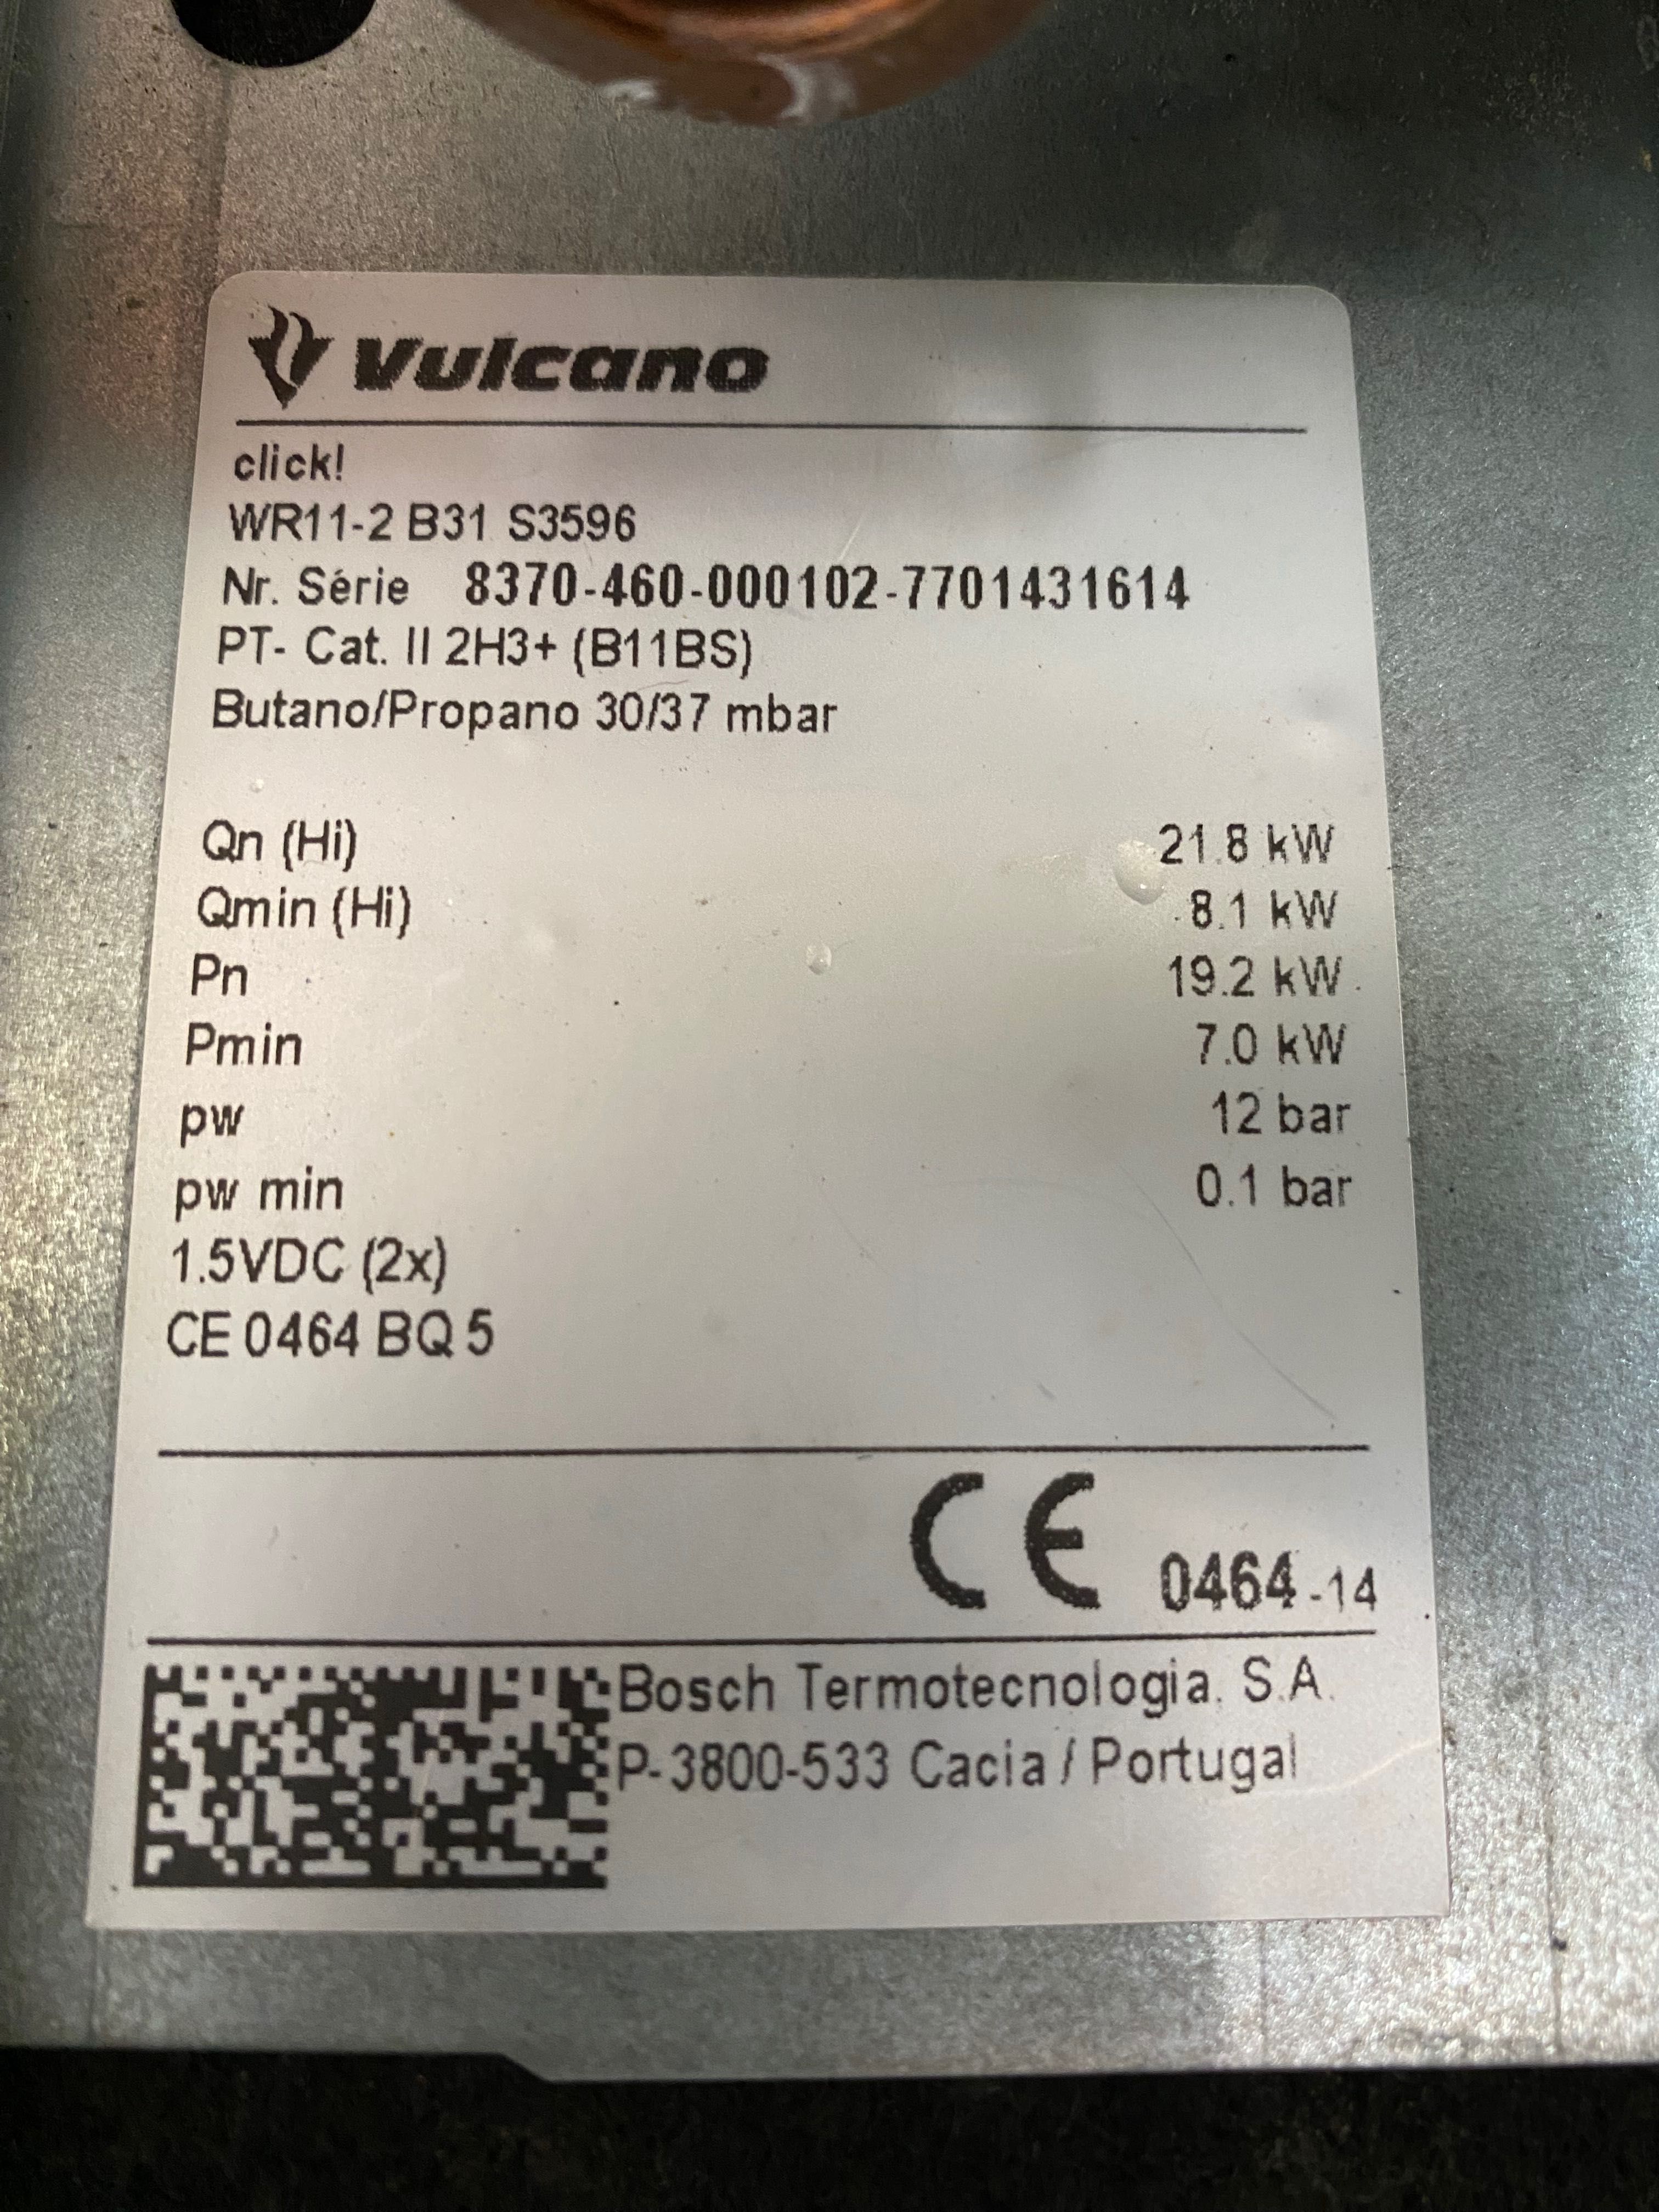 Vulcano
click!
WR11-2 B31 S3596
Nr. Série 8370-460-000102-7701431614
PT- Cat. II 2H3+ (B11BS)
Butano/Propano 30/37 mbar
Qn (Hi) 21.8 kW
Qmin (Hi) 8.1 kW
Pn 19.2 kW
Pmin 7.0 kW
pw 12 bar
pw min 0.1 bar
1.5VDC (2x)
CE 0464 BQ 5
CE 0464-14
Bosch Termotecnologia. S.A.
P-3800-533 Cacia / Portugal